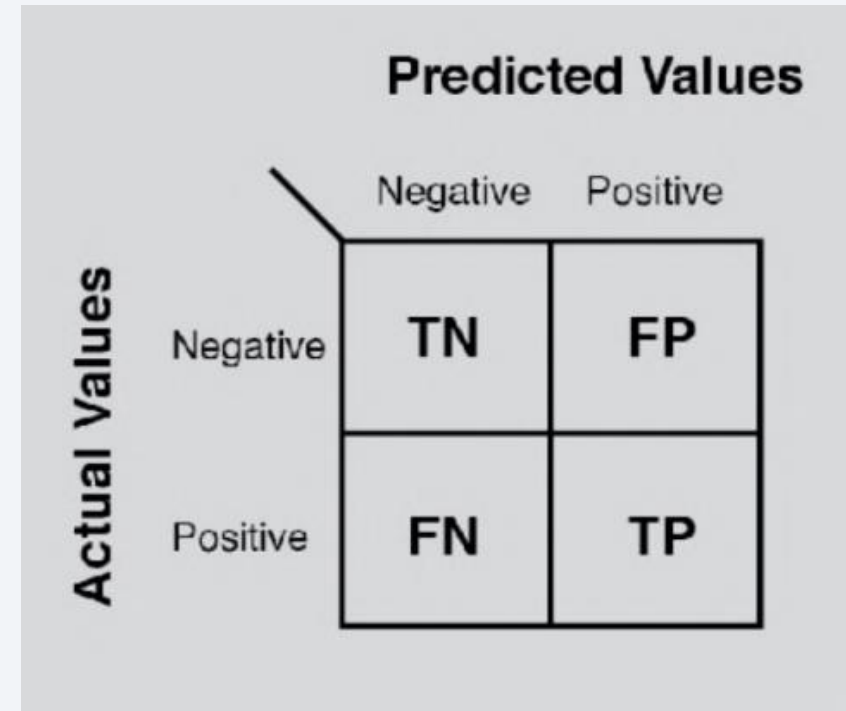 Predicted Values
Negative Positive
Actual Values
Negative TN FP
Positive FN TP